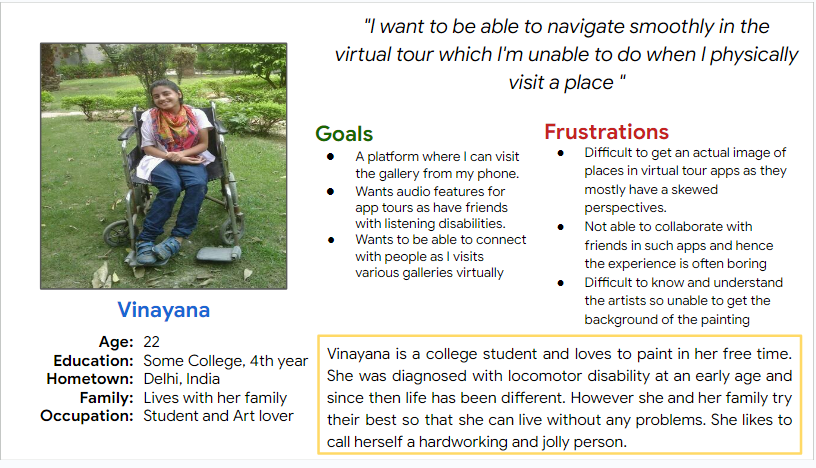 "I want to be able to navigate smoothly in the
virtual tour which I'm unable to do when I physically
visit a place "
Goals
● A platform where I can visit
the gallery from my phone.
● Wants audio features for
app tours as have friends
with listening disabilities.
● Wants to be able to connect
with people as I visits
various galleries virtually
Frustrations
● Difficult to get an actual image of
places in virtual tour apps as they
mostly have a skewed
perspectives.
● Not able to collaborate with
friends in such apps and hence
the experience is often boring
● Difficult to know and understand
the artists so unable to get the
background of the painting
Vinayana
Age: 22
Education: Some College, 4th year
Hometown: Delhi, India
Family: Lives with her family
Occupation: Student and Art lover
Vinayana is a college student and loves to paint in her free time.
She was diagnosed with locomotor disability at an early age and
since then life has been different. However she and her family try
their best so that she can live without any problems. She likes to
call herself a hardworking and jolly person.